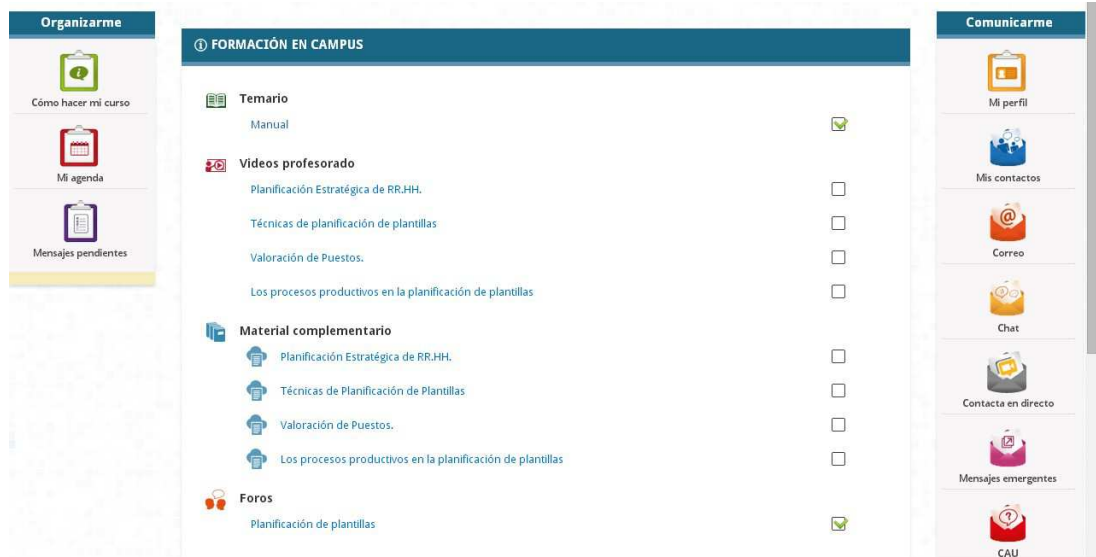 Organizarme
Cómo hacer mi curso
Mi agenda
Mensajes pendientes
FORMACIÓN EN CAMPUS
Temario
Manual
Videos profesorado
Planificación Estratégica de RR.HH.
Técnicas de planificación de plantillas
Valoración de Puestos.
Los procesos productivos en la planificación de plantillas
Material complementario
Planificación Estratégica de RR.HH.
Técnicas de Planificación de Plantillas
Valoración de Puestos.
Los procesos productivos en la planificación de plantillas
Foros
Planificación de plantillas
Comunicarme
Mi perfil
Mis contactos
Correo
Chat
Contacta en directo
Mensajes emergentes
CAU